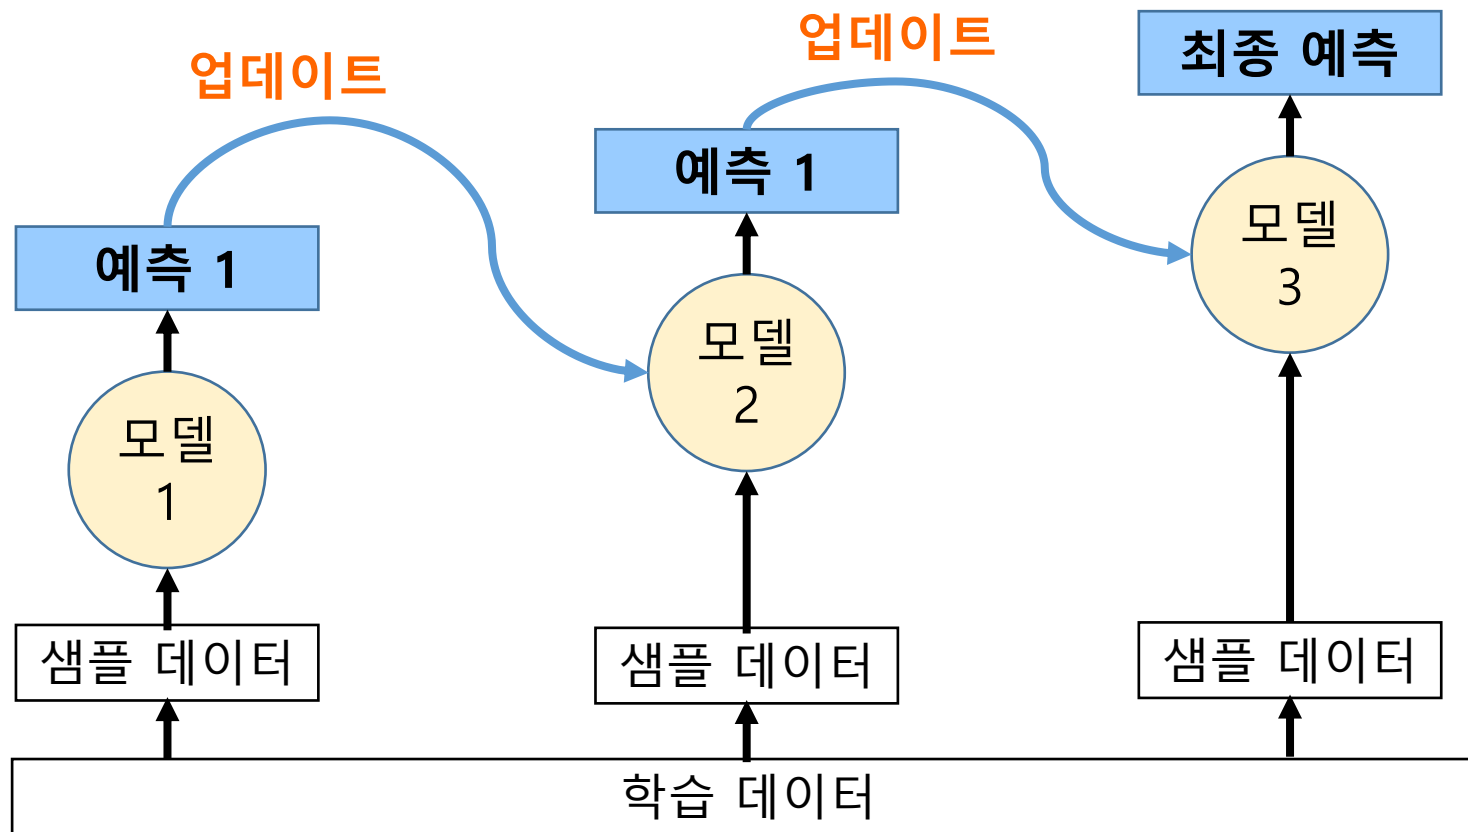 업데이트
업데이트
최종 예측
예측 1
예측 1
모델
3
모델
2
모델
1
샘플 데이터
샘플 데이터
샘플 데이터
학습 데이터